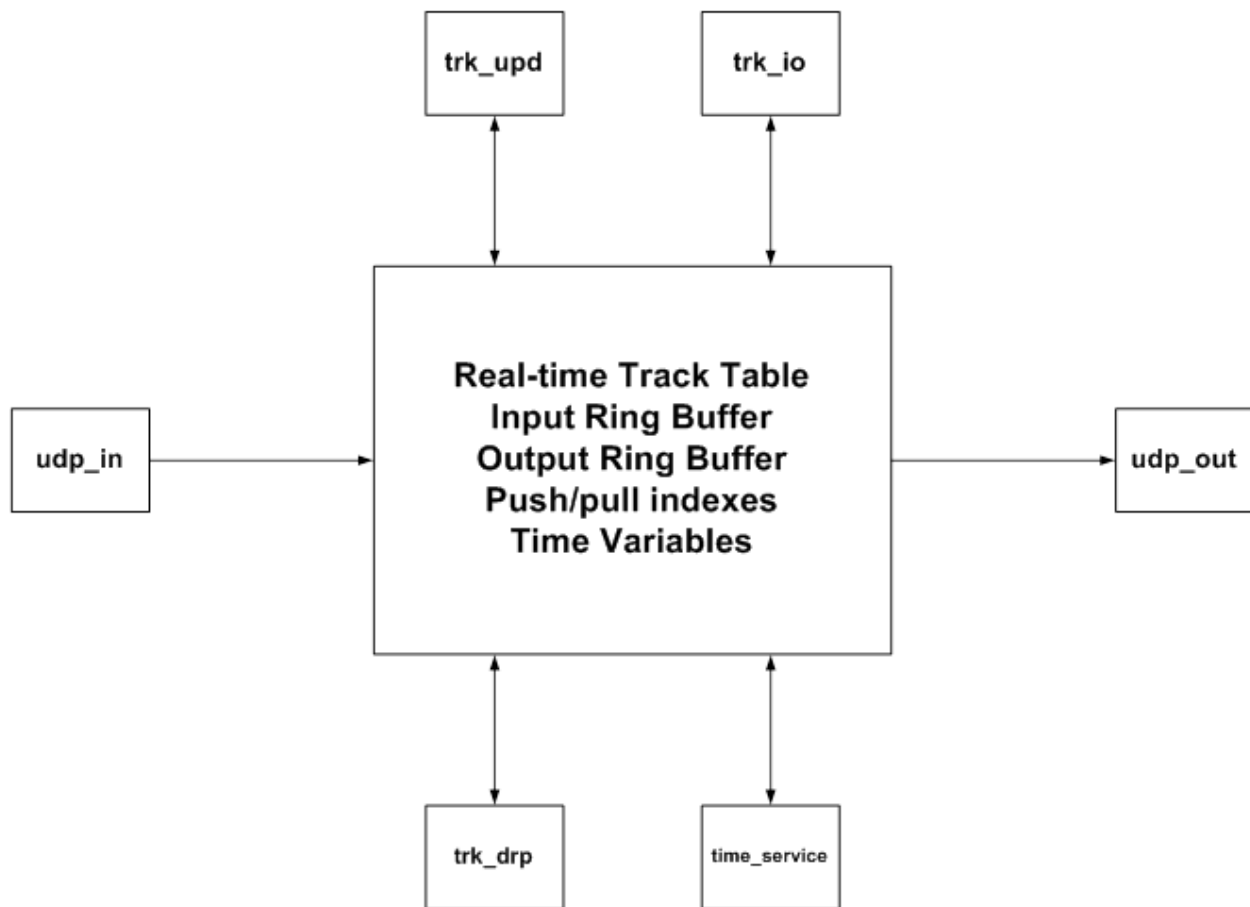 trk_upd
trk_io
Real-time Track Table
Input Ring Buffer
Output Ring Buffer
Push/pull indexes
Time Variables
udp_in
udp_out
trk_drp
time_service